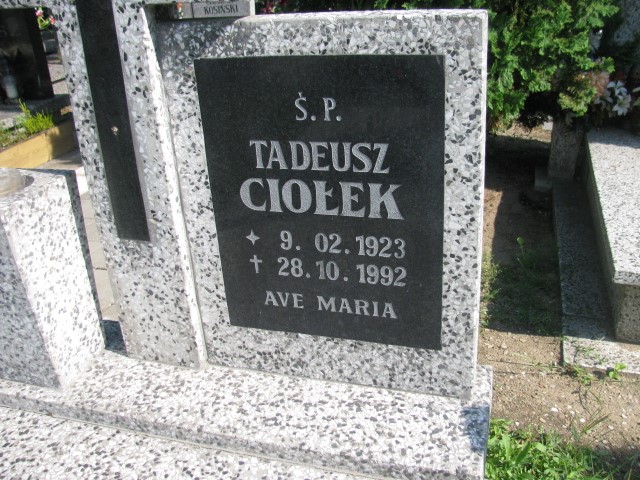 KOSIŃSKI
Ś.P.
TADEUSZ
CIOŁEK
✦ 9. 02. 1923
† 28. 10. 1992
AVE MARIA